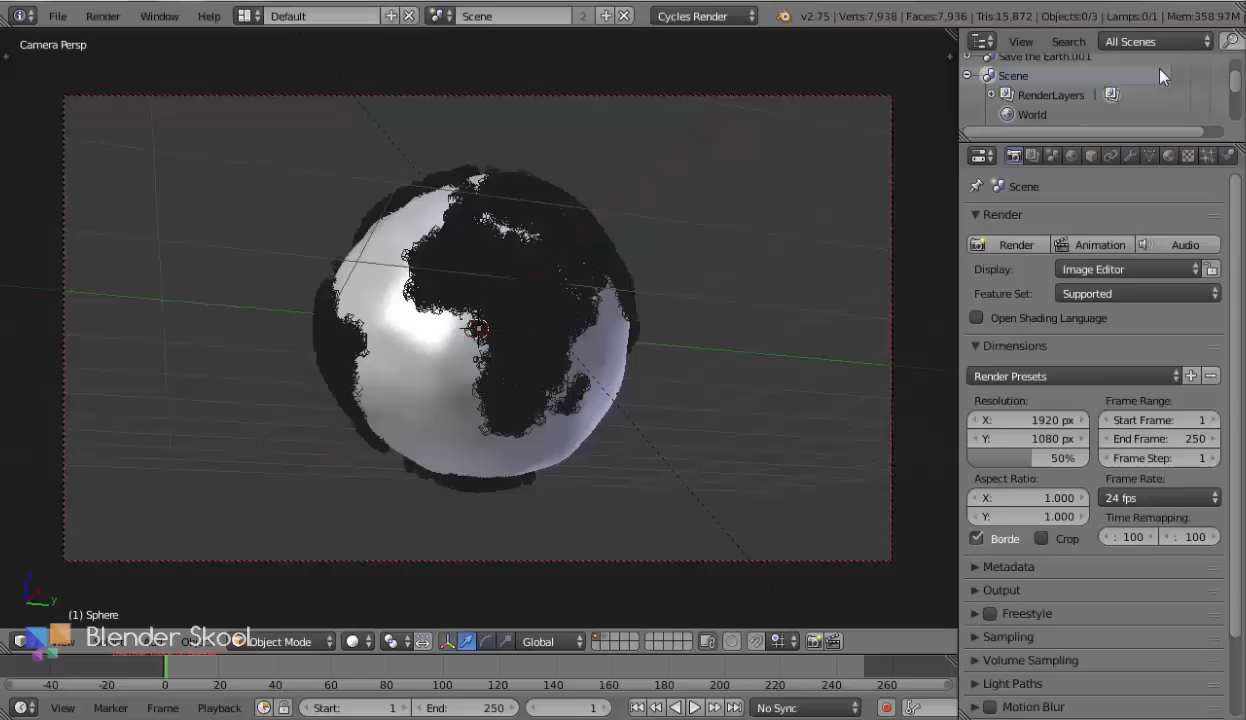 File Render Window Help Default Scene 2 Cycles Render v2.75 | Verts:7,938 | Faces:7,936 | Tris:15,872 | Objects:0/3 | Lamps:0/1 | Mem:358.97M
Camera Persp
View Search All Scenes
Save the Earth.001
Scene
RenderLayers |
World
Scene
Render
Render Animation Audio
Display: Image Editor
Feature Set: Supported
Open Shading Language
Dimensions
Render Presets
Resolution: Frame Range:
X: 1920 px Start Frame: 1
Y: 1080 px End Frame: 250
50% Frame Step: 1
Aspect Ratio: Frame Rate:
X: 1.000 24 fps
Y: 1.000 Time Remapping:
Borde Crop : 100 : 100
Metadata
Output
Freestyle
Sampling
Volume Sampling
Light Paths
Motion Blur
y
(1) Sphere
Blender Skool
Object Mode Global
-40 -20 0 20 40 60 80 100 120 140 160 180 200 220 240 260
View Marker Frame Playback Start: 1 End: 250 1 No Sync